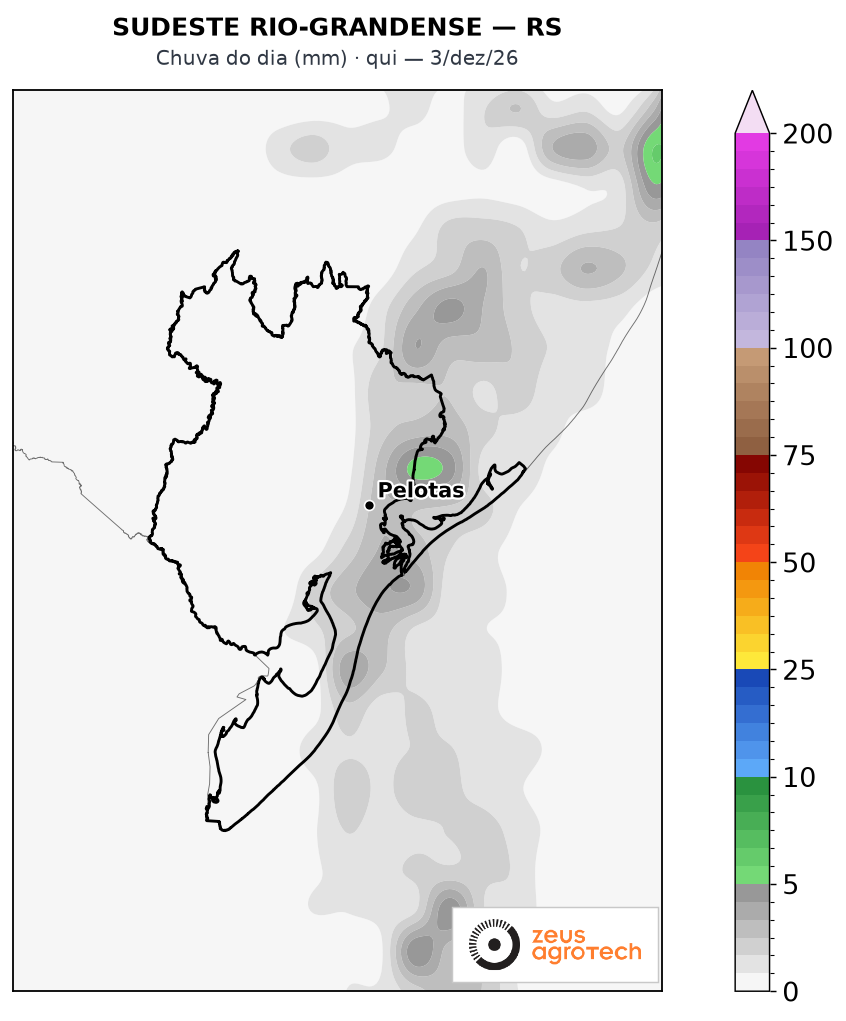 SUDESTE RIO-GRANDENSE — RS
Chuva do dia (mm) · qui — 3/dez/26
200
150
100
75
50
25
10
5
0
Pelotas
zeus
agrotech